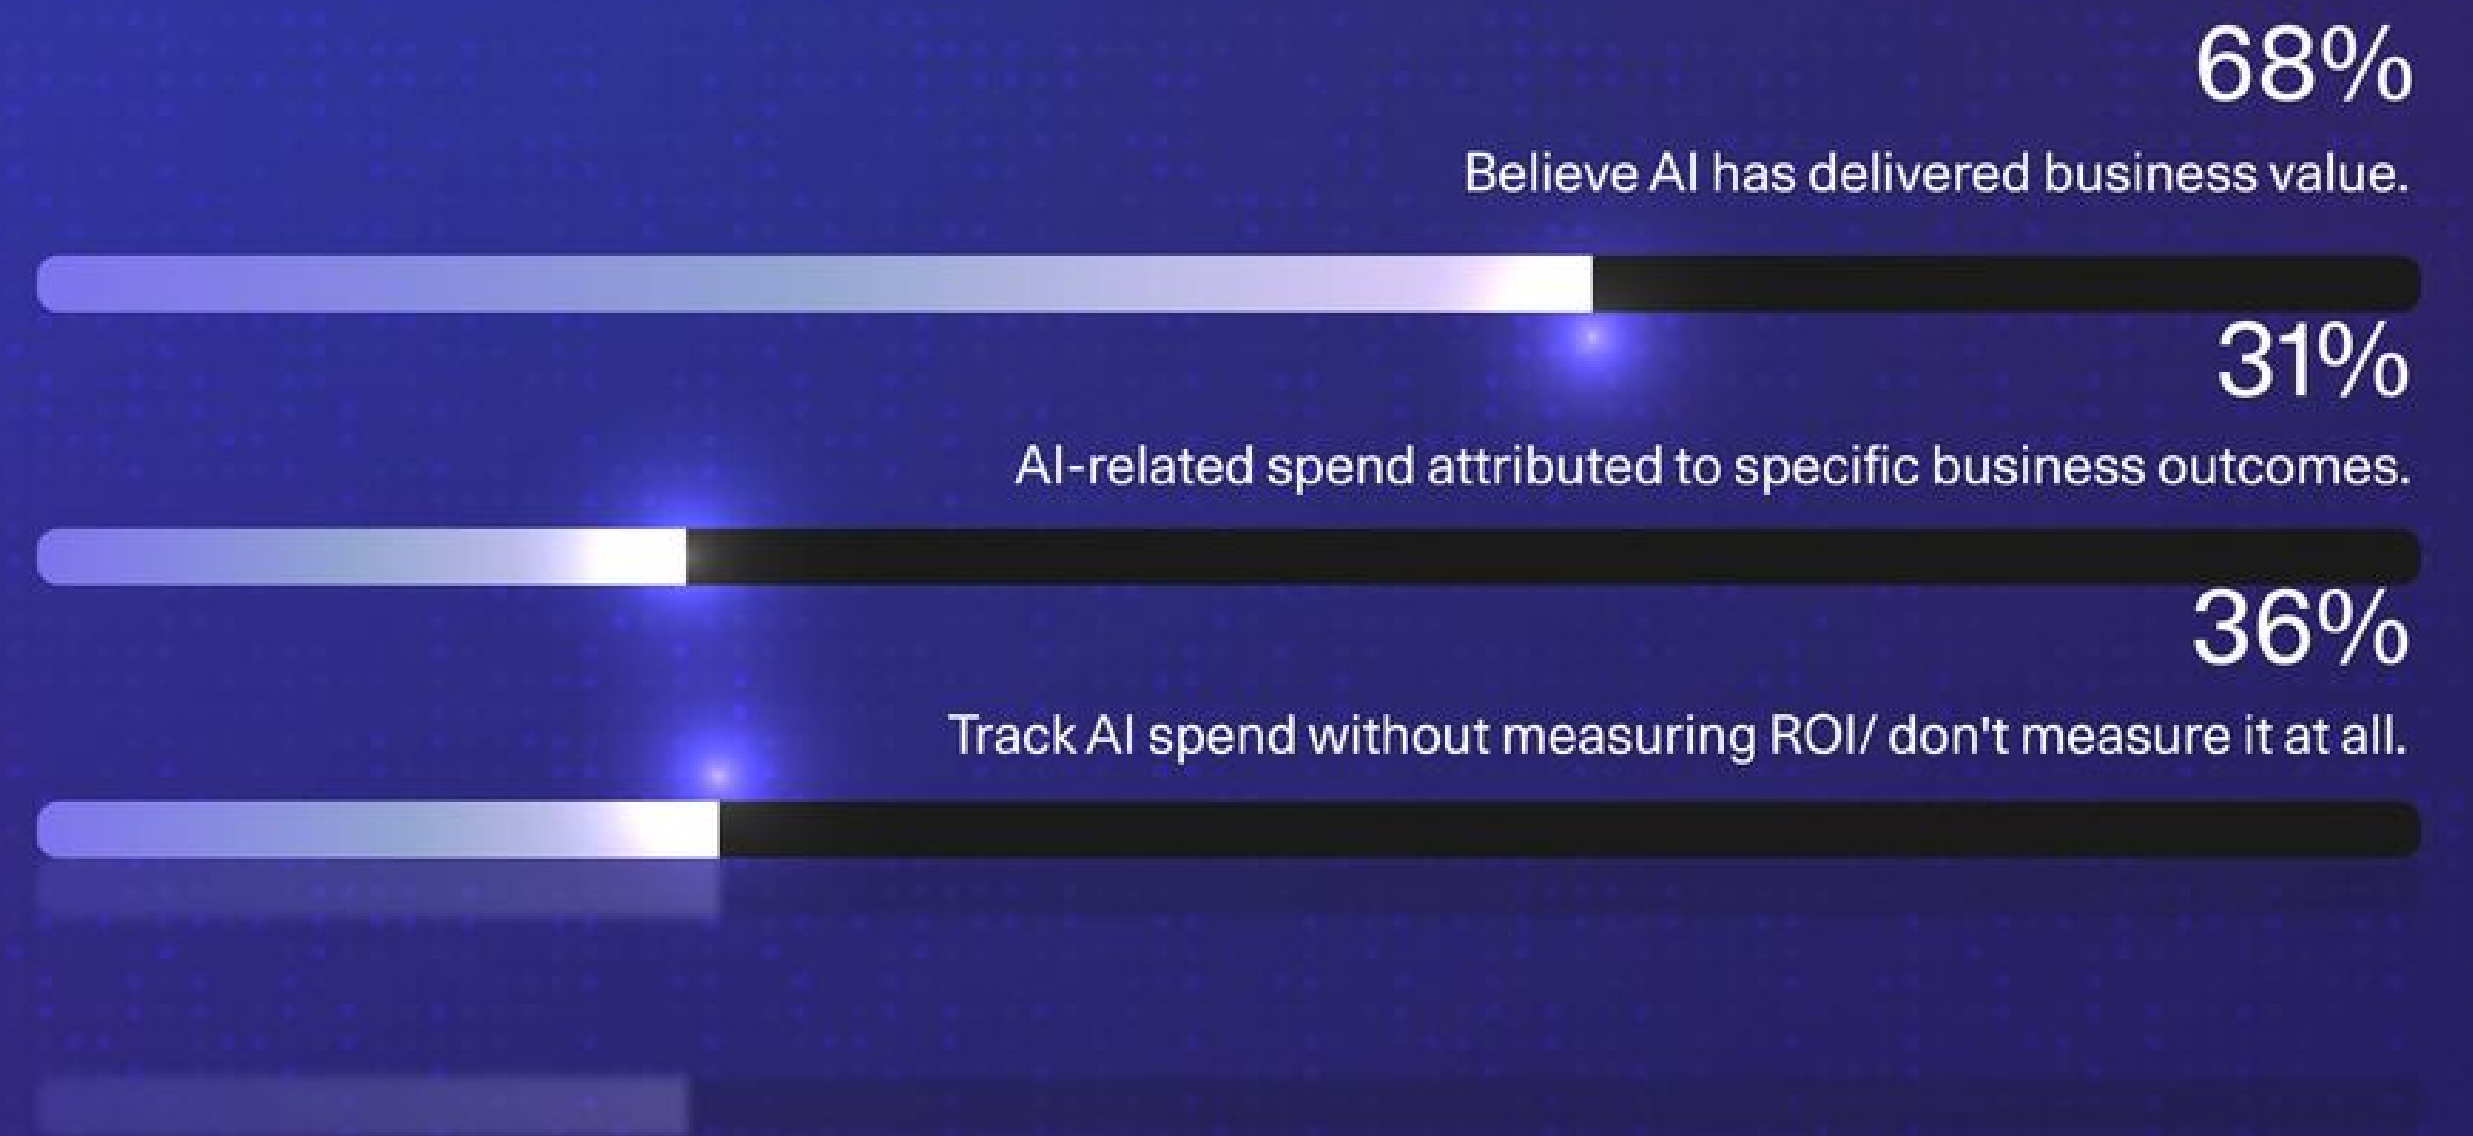 68%
Believe AI has delivered business value.
31%
AI-related spend attributed to specific business outcomes.
36%
Track AI spend without measuring ROI/ don't measure it at all.